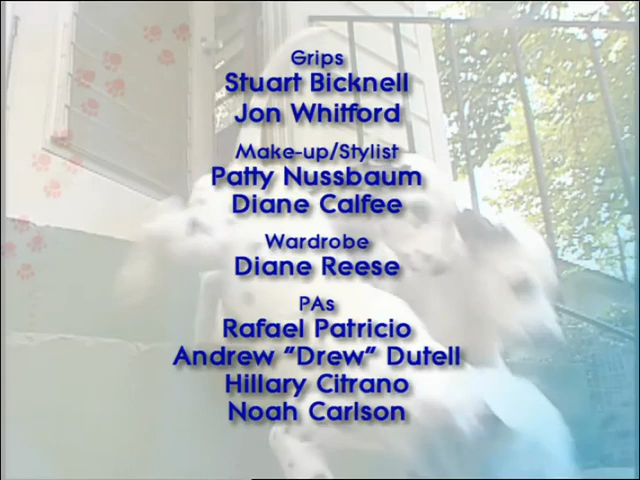 Grips
Stuart Bicknell
Jon Whitford
Make-up/Stylist
Patty Nussbaum
Diane Calfee
Wardrobe
Diane Reese
PAs
Rafael Patricio
Andrew "Drew" Dutell
Hillary Citrano
Noah Carlson